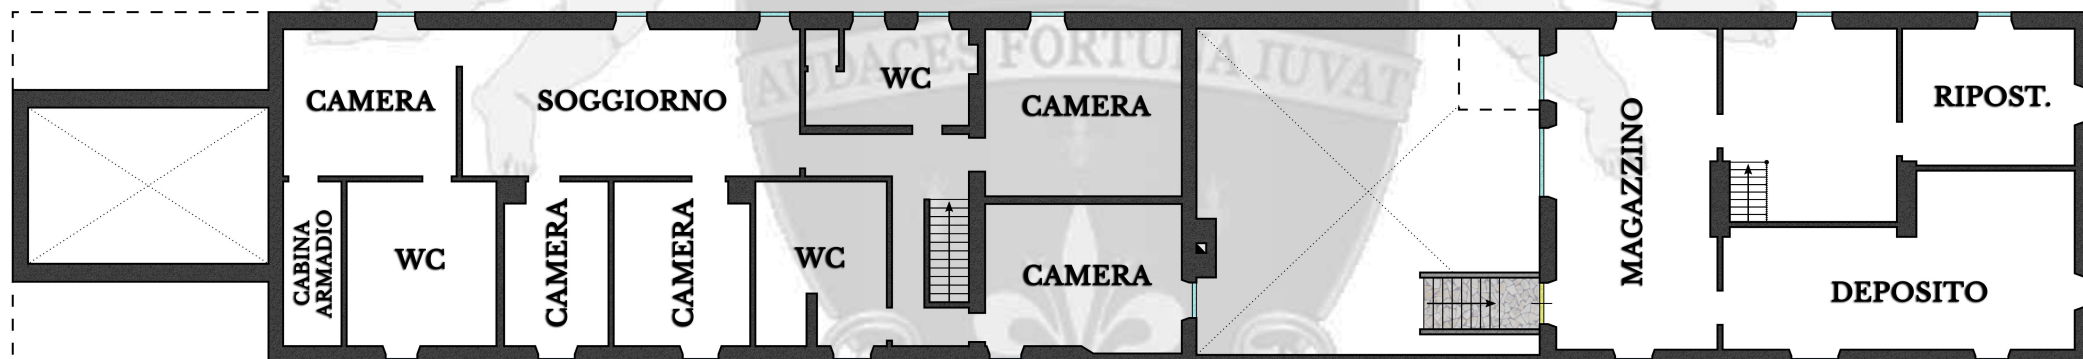 AUDACES FORTUNA IUVAT
CAMERA
SOGGIORNO
WC
CAMERA
MAGAZZINO
RIPOST.
CABINA
ARMADIO
WC
CAMERA
CAMERA
WC
CAMERA
DEPOSITO